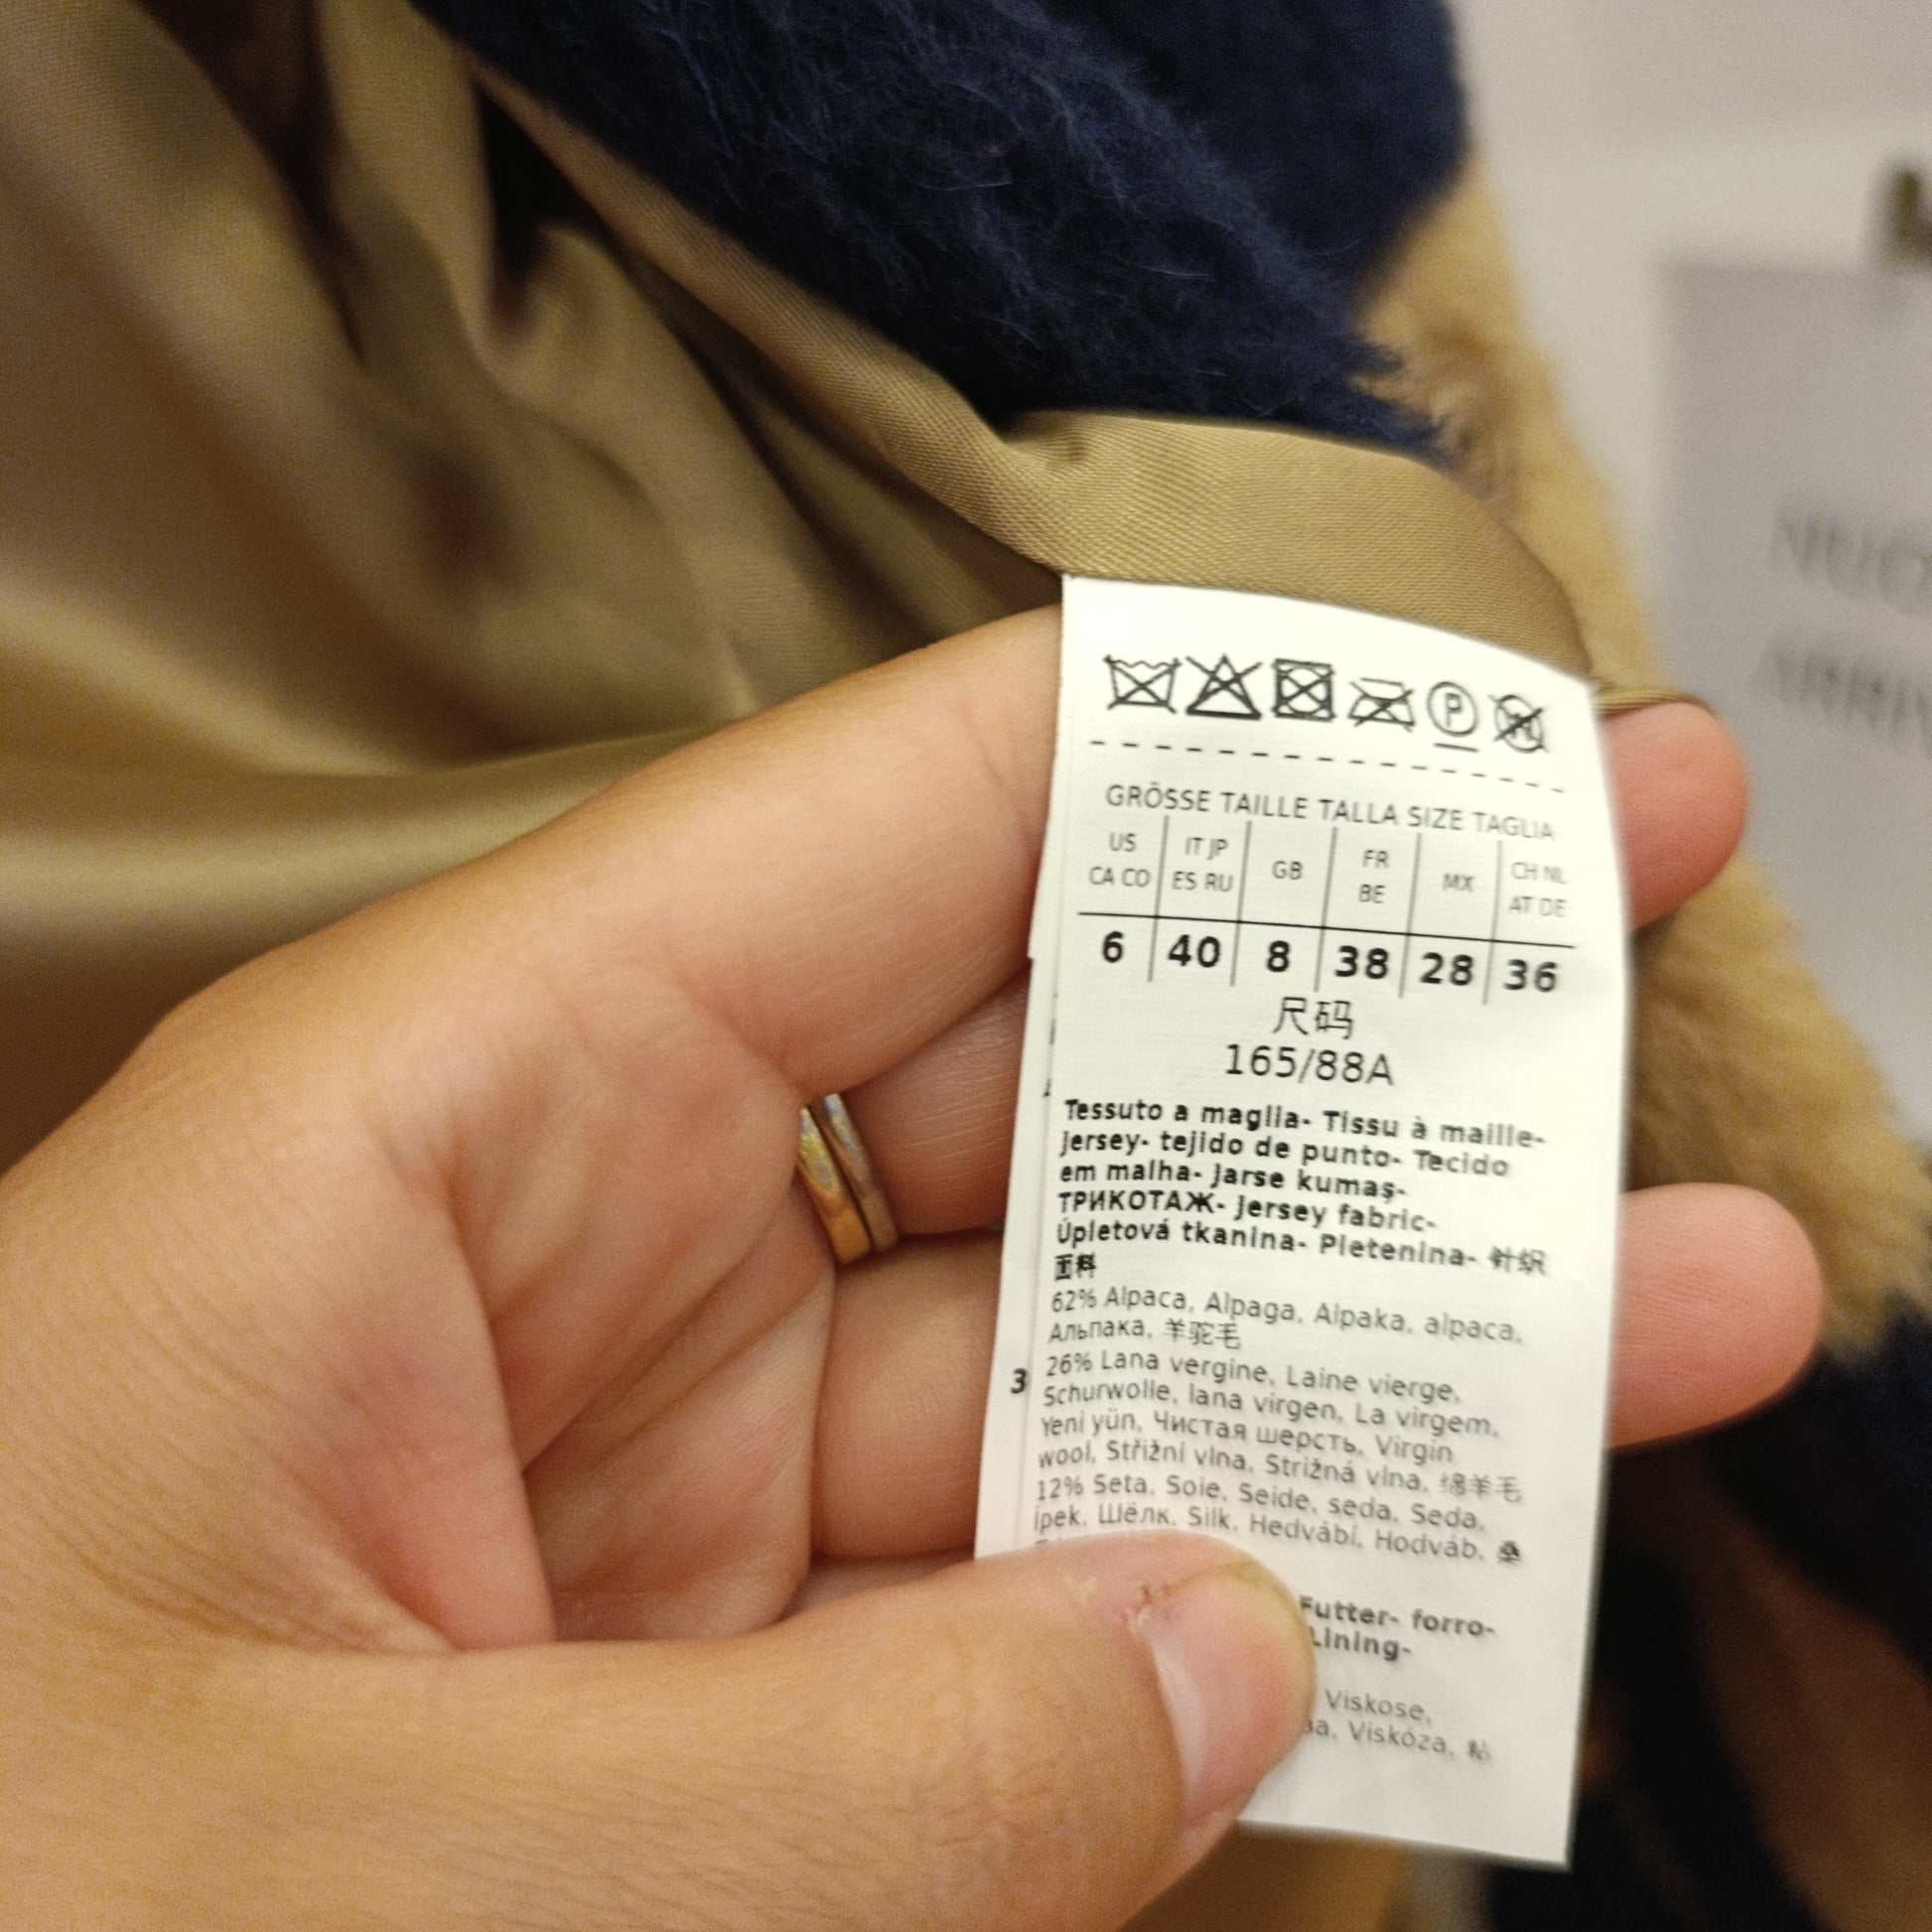 P
W
GRÖSSE TAILLE TALLA SIZE TAGLIA
US CA CO
IT JP ES RU
GB
FR BE
MX
CH NL AT DE
6 40 8 38 28 36
尺码
165/88A
Tessuto a maglia- Tissu à maille-
Jersey- tejido de punto- Tecido
em malha- Jarse kumaş-
ТРИКОТАЖ- Jersey fabric-
Úpletová tkanina- Pletenina- 针织
面料
62% Alpaca, Alpaga, Alpaka, alpaca,
Альпака, 羊驼毛
26% Lana vergine, Laine vierge,
Schurwolle, lana virgen, La virgem,
Yeni yün, Чистая шерсть, Virgin
wool, Střižní vlna, Strižná vlna, 绵羊毛
12% Seta, Soie, Seide, seda, Seda,
İpek, Шёлк, Silk, Hedvábí, Hodváb, 桑
3
Futter- forro-
Lining-
Viskose,
Viskóza, 粘